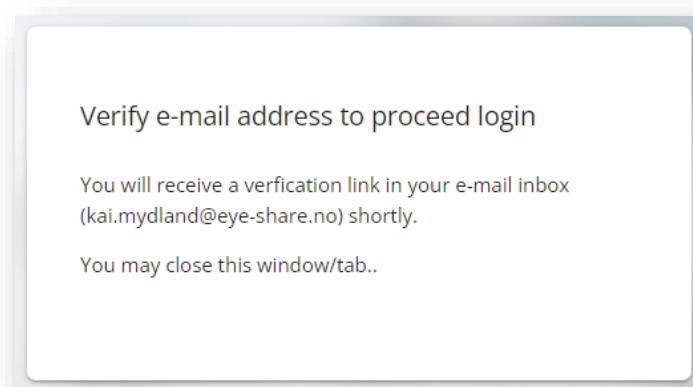 Verify e-mail address to proceed login
You will receive a verfication link in your e-mail inbox
(kai.mydland@eye-share.no) shortly.
You may close this window/tab..